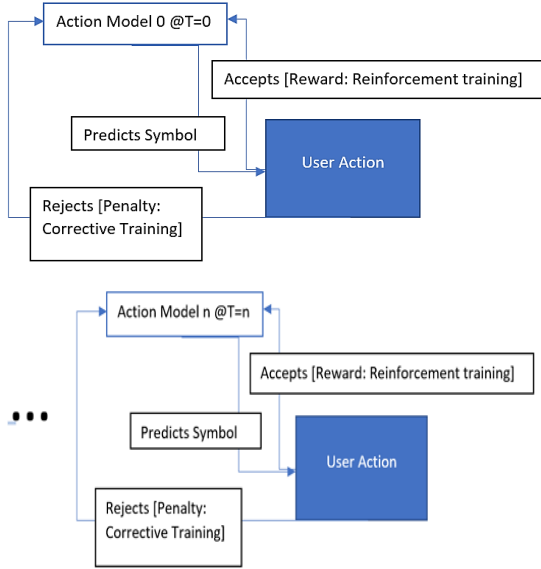 Action Model 0 @T=0
Accepts [Reward: Reinforcement training]
Predicts Symbol
User Action
Rejects [Penalty:
Corrective Training]
Action Model n @T=n
Accepts [Reward: Reinforcement training]
Predicts Symbol
User Action
Rejects [Penalty:
Corrective Training]
...